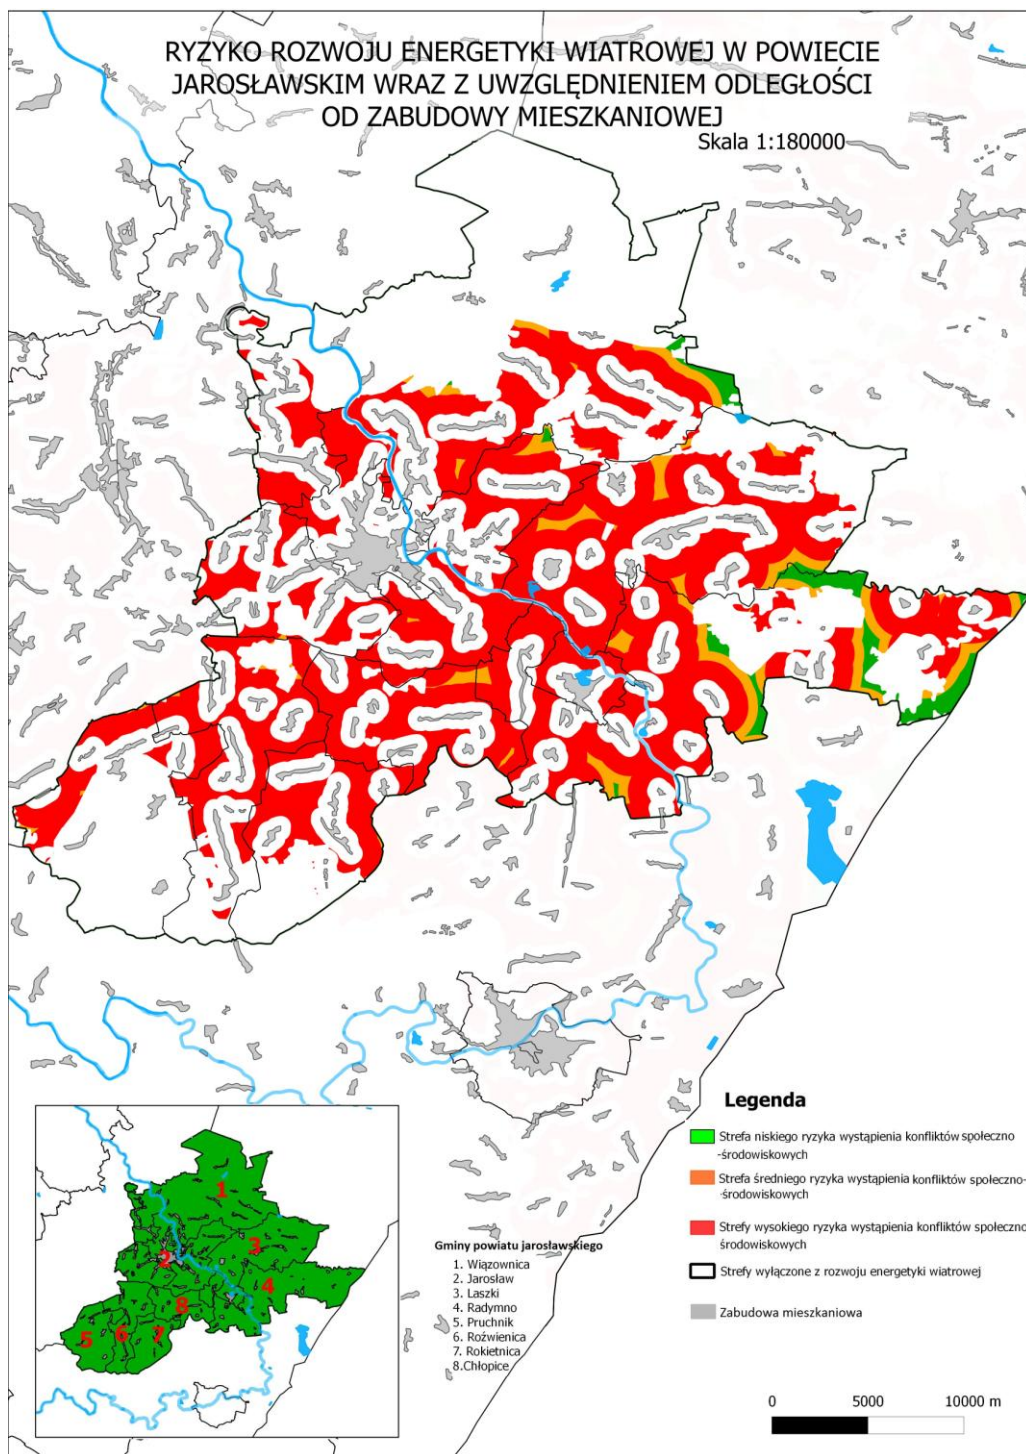 RYZYKO ROZWOJU ENERGETYKI WIATROWEJ W POWIECIE
JAROSŁAWSKIM WRAZ Z UWZGLĘDNIENIEM ODLEGŁOŚCI
OD ZABUDOWY MIESZKANIOWEJ
Skala 1:180000
Legenda
Strefa niskiego ryzyka wystąpienia konfliktów społeczno
-środowiskowych
Strefa średniego ryzyka wystąpienia konfliktów społeczno-
-środowiskowych
Strefy wysokiego ryzyka wystąpienia konfliktów społeczno
środowiskowych
Strefy wyłączone z rozwoju energetyki wiatrowej
Zabudowa mieszkaniowa
Gminy powiatu jarosławskiego
1. Wiązownica
2. Jarosław
3. Laszki
4. Radymno
5. Pruchnik
6. Roźwienica
7. Rokietnica
8.Chłopice
1
2
3
4
8
5
6
7
0 5000 10000 m